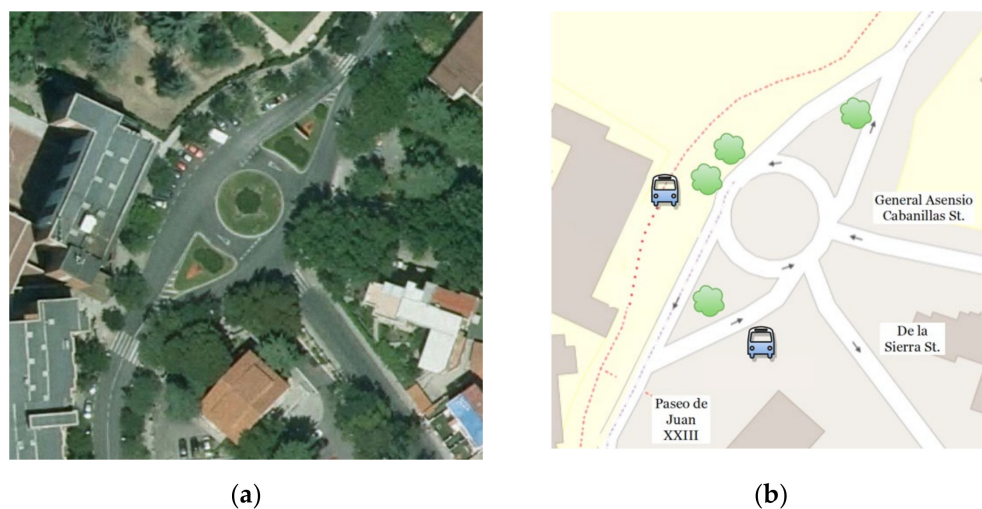 General Asensio
Cabanillas St.
De la
Sierra St.
Paseo de
Juan
XXIII
(a)
(b)